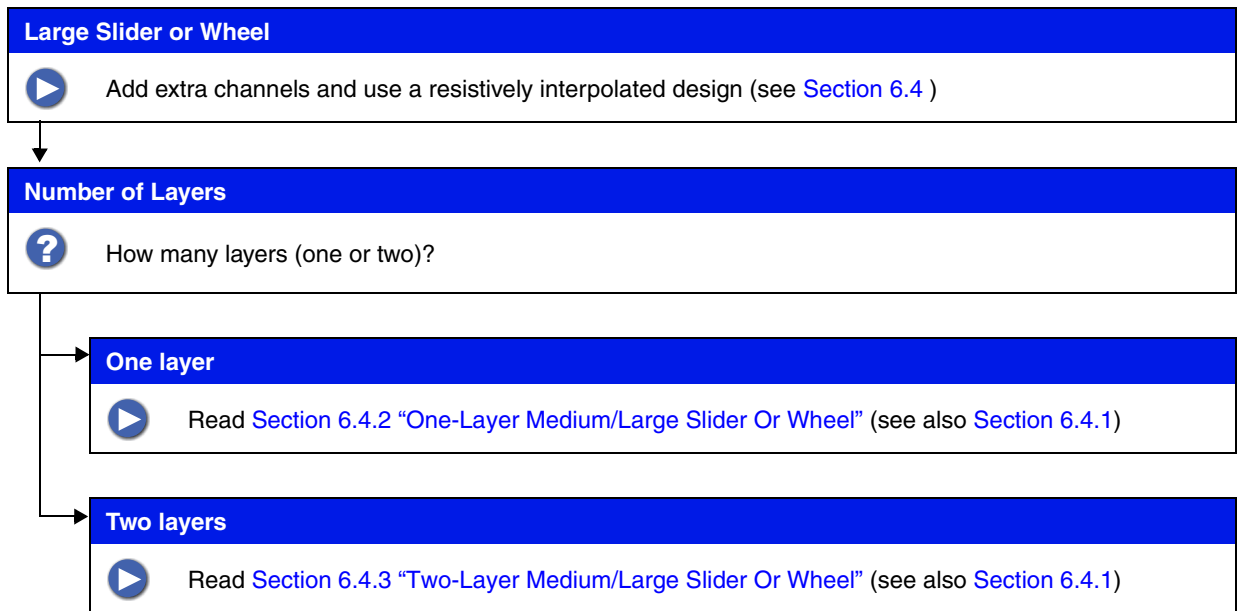 Large Slider or Wheel
Add extra channels and use a resistively interpolated design (see Section 6.4 )
Number of Layers
?
How many layers (one or two)?
One layer
Read Section 6.4.2 “One-Layer Medium/Large Slider Or Wheel” (see also Section 6.4.1)
Two layers
Read Section 6.4.3 “Two-Layer Medium/Large Slider Or Wheel” (see also Section 6.4.1)